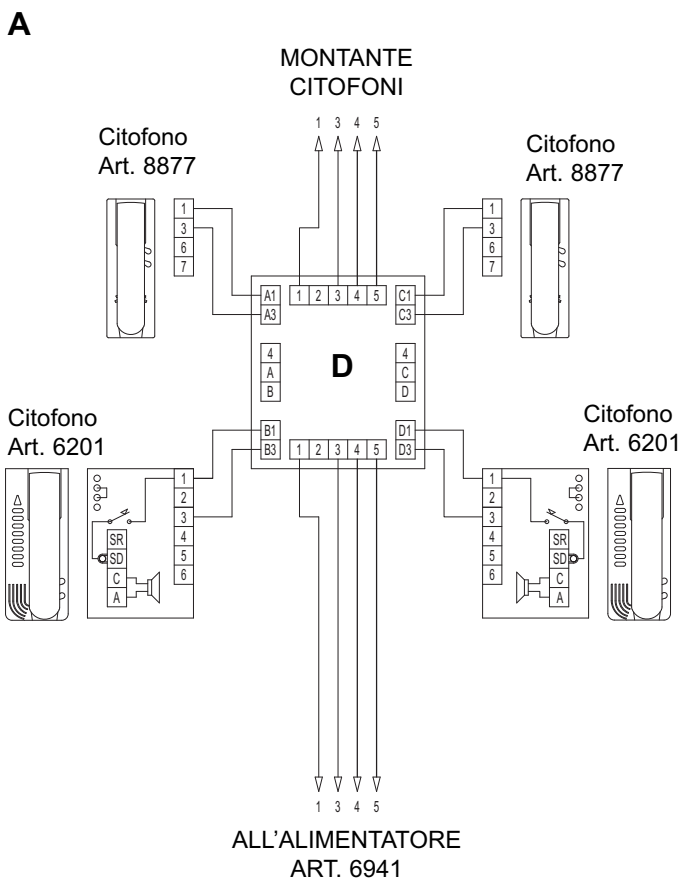 A
MONTANTE
CITOFONI
1 3 4 5
Citofono
Art. 8877
Citofono
Art. 8877
1
3
6
7
1
3
6
7
A1
A3
1 2 3 4 5
C1
C3
4
A
B
D
4
C
D
Citofono
Art. 6201
Citofono
Art. 6201
B1
B3
1 2 3 4 5
D1
D3
1
2
3
4
5
6
SR
SD
C
A
1
2
3
4
5
6
SR
SD
C
A
1 3 4 5
ALL'ALIMENTATORE
ART. 6941